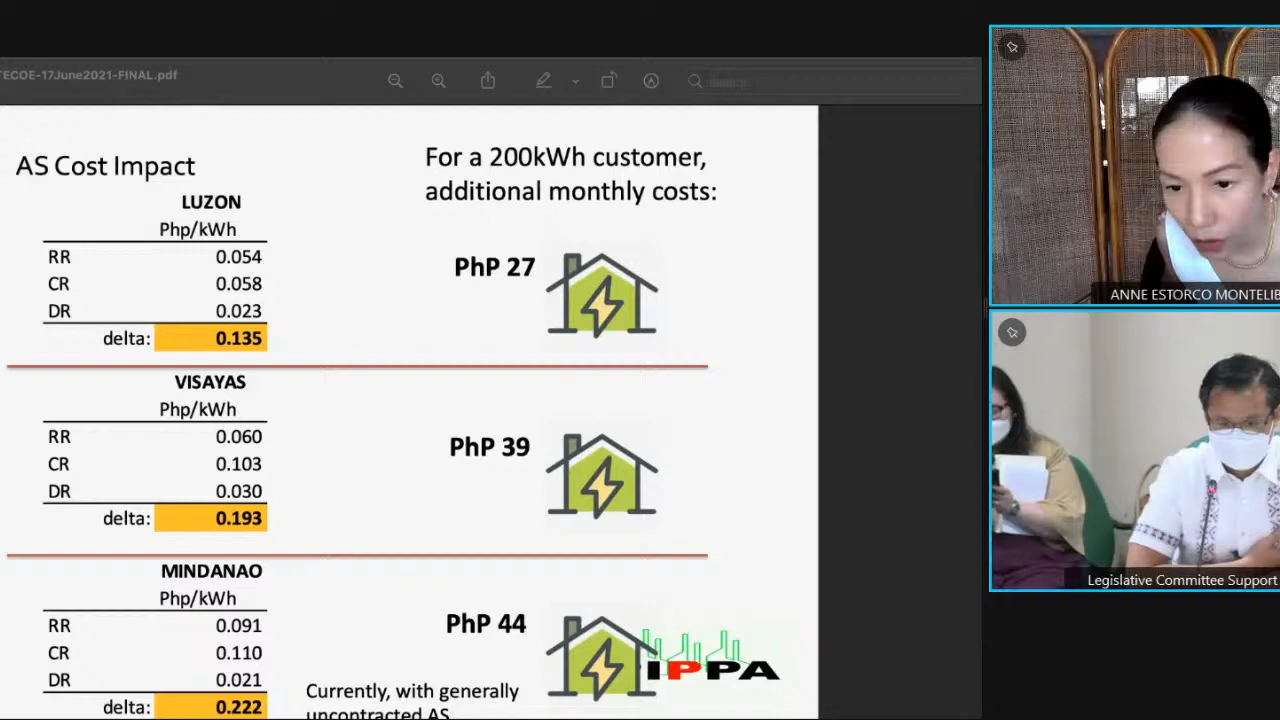 TECOE-17June2021-FINAL.pdf
AS Cost Impact
For a 200kWh customer,
additional monthly costs:
LUZON
Php/kWh
RR 0.054
CR 0.058
DR 0.023
delta: 0.135
PhP 27
VISAYAS
Php/kWh
RR 0.060
CR 0.103
DR 0.030
delta: 0.193
PhP 39
MINDANAO
Php/kWh
RR 0.091
CR 0.110
DR 0.021
delta: 0.222
PhP 44
Currently, with generally
uncontracted AS
IPPA
ANNE ESTORCO MONTELIB
Legislative Committee Support